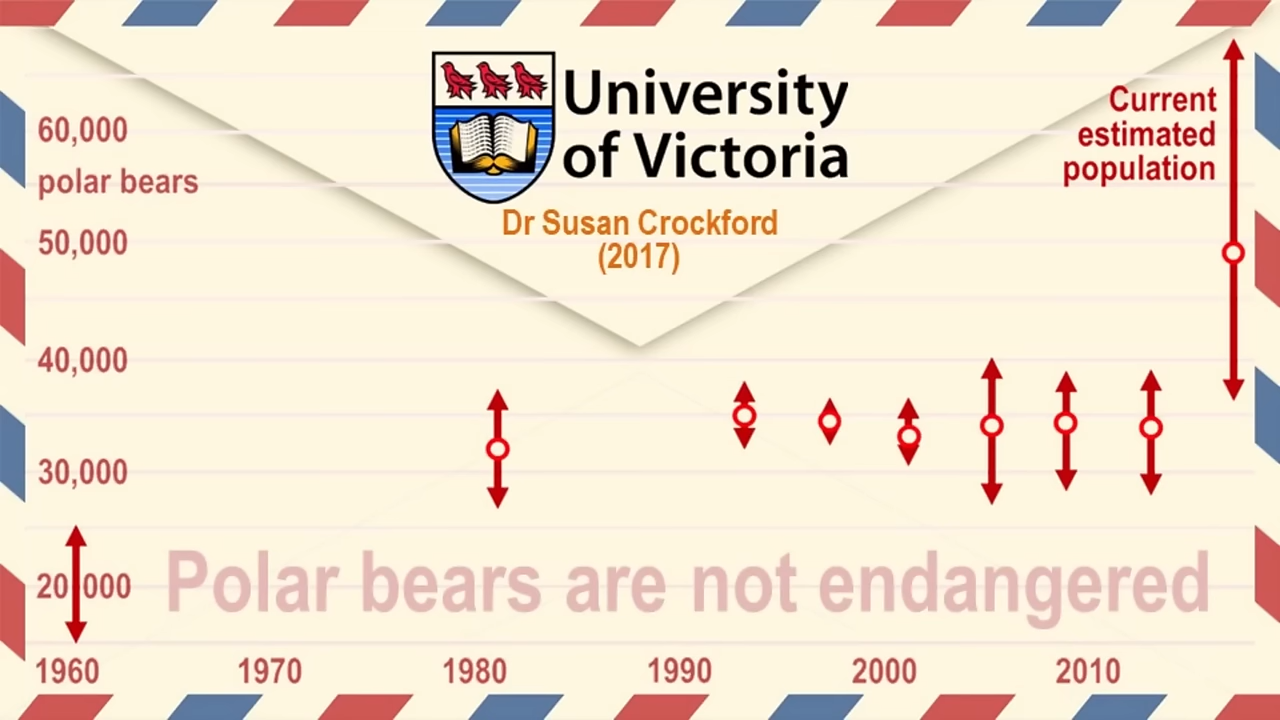 University
of Victoria
Dr Susan Crockford
(2017)
Current
estimated
population
60,000
polar bears
50,000
40,000
30,000
20,000
Polar bears are not endangered
1960 1970 1980 1990 2000 2010